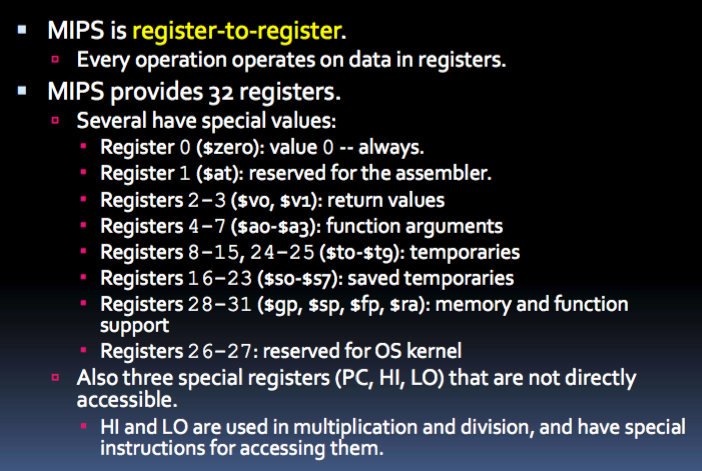 MIPS is register-to-register.
Every operation operates on data in registers.
MIPS provides 32 registers.
Several have special values:
Register 0 ($zero): value 0 -- always.
Register 1 ($at): reserved for the assembler.
Registers 2–3 ($v0, $v1): return values
Registers 4–7 ($a0-$a3): function arguments
Registers 8–15, 24–25 ($t0-$t9): temporaries
Registers 16–23 ($s0-$s7): saved temporaries
Registers 28–31 ($gp, $sp, $fp, $ra): memory and function
support
Registers 26–27: reserved for OS kernel
Also three special registers (PC, HI, LO) that are not directly
accessible.
HI and LO are used in multiplication and division, and have special
instructions for accessing them.